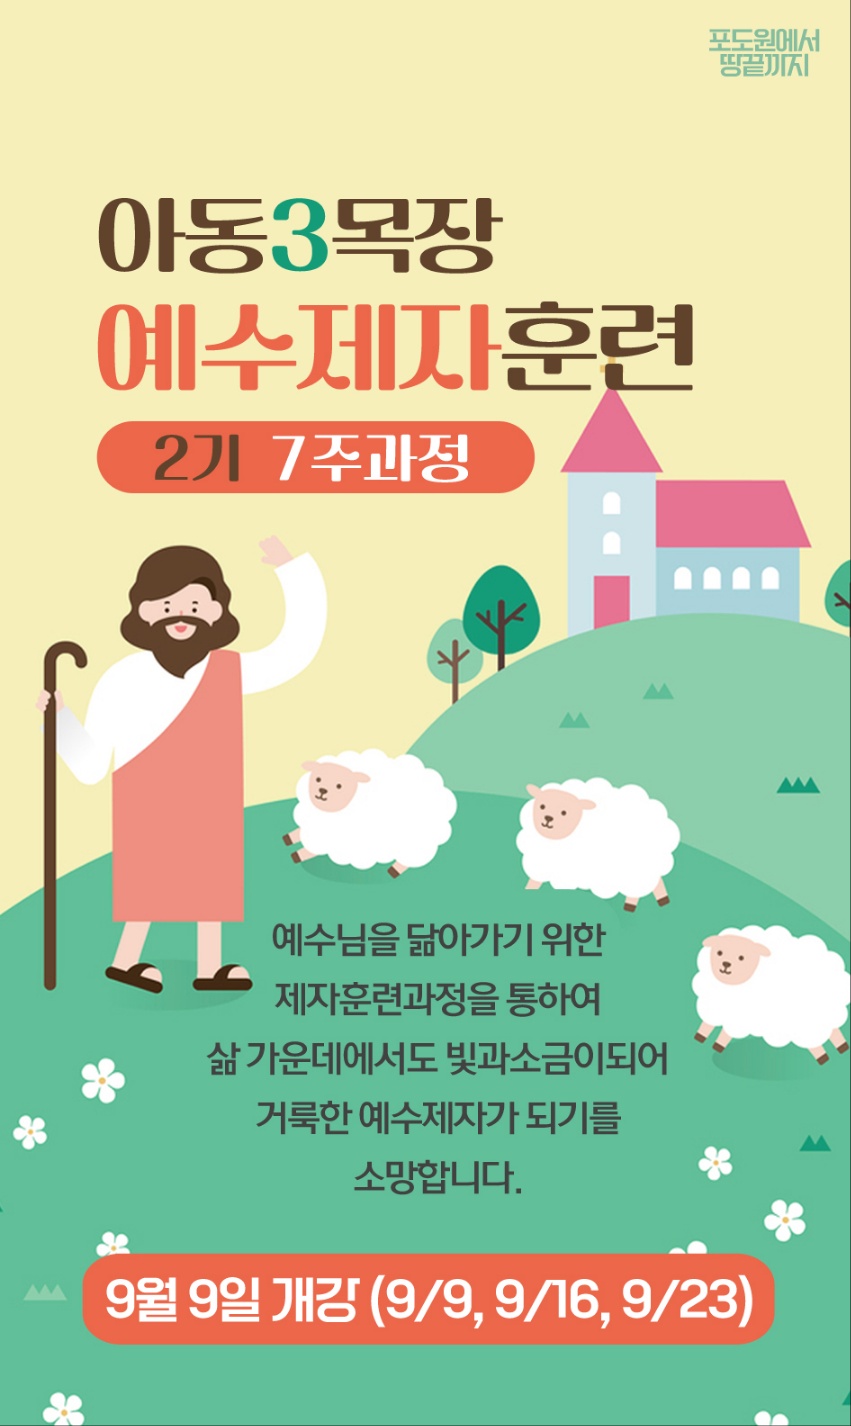 포도원에서
땅끝까지
아동3목장
예수제자훈련
2기 7주과정
예수님을 닮아가기 위한
제자훈련과정을 통하여
삶 가운데에서도 빛과소금이되어
거룩한 예수제자가 되기를
소망합니다.
9월 9일 개강 (9/9, 9/16, 9/23)